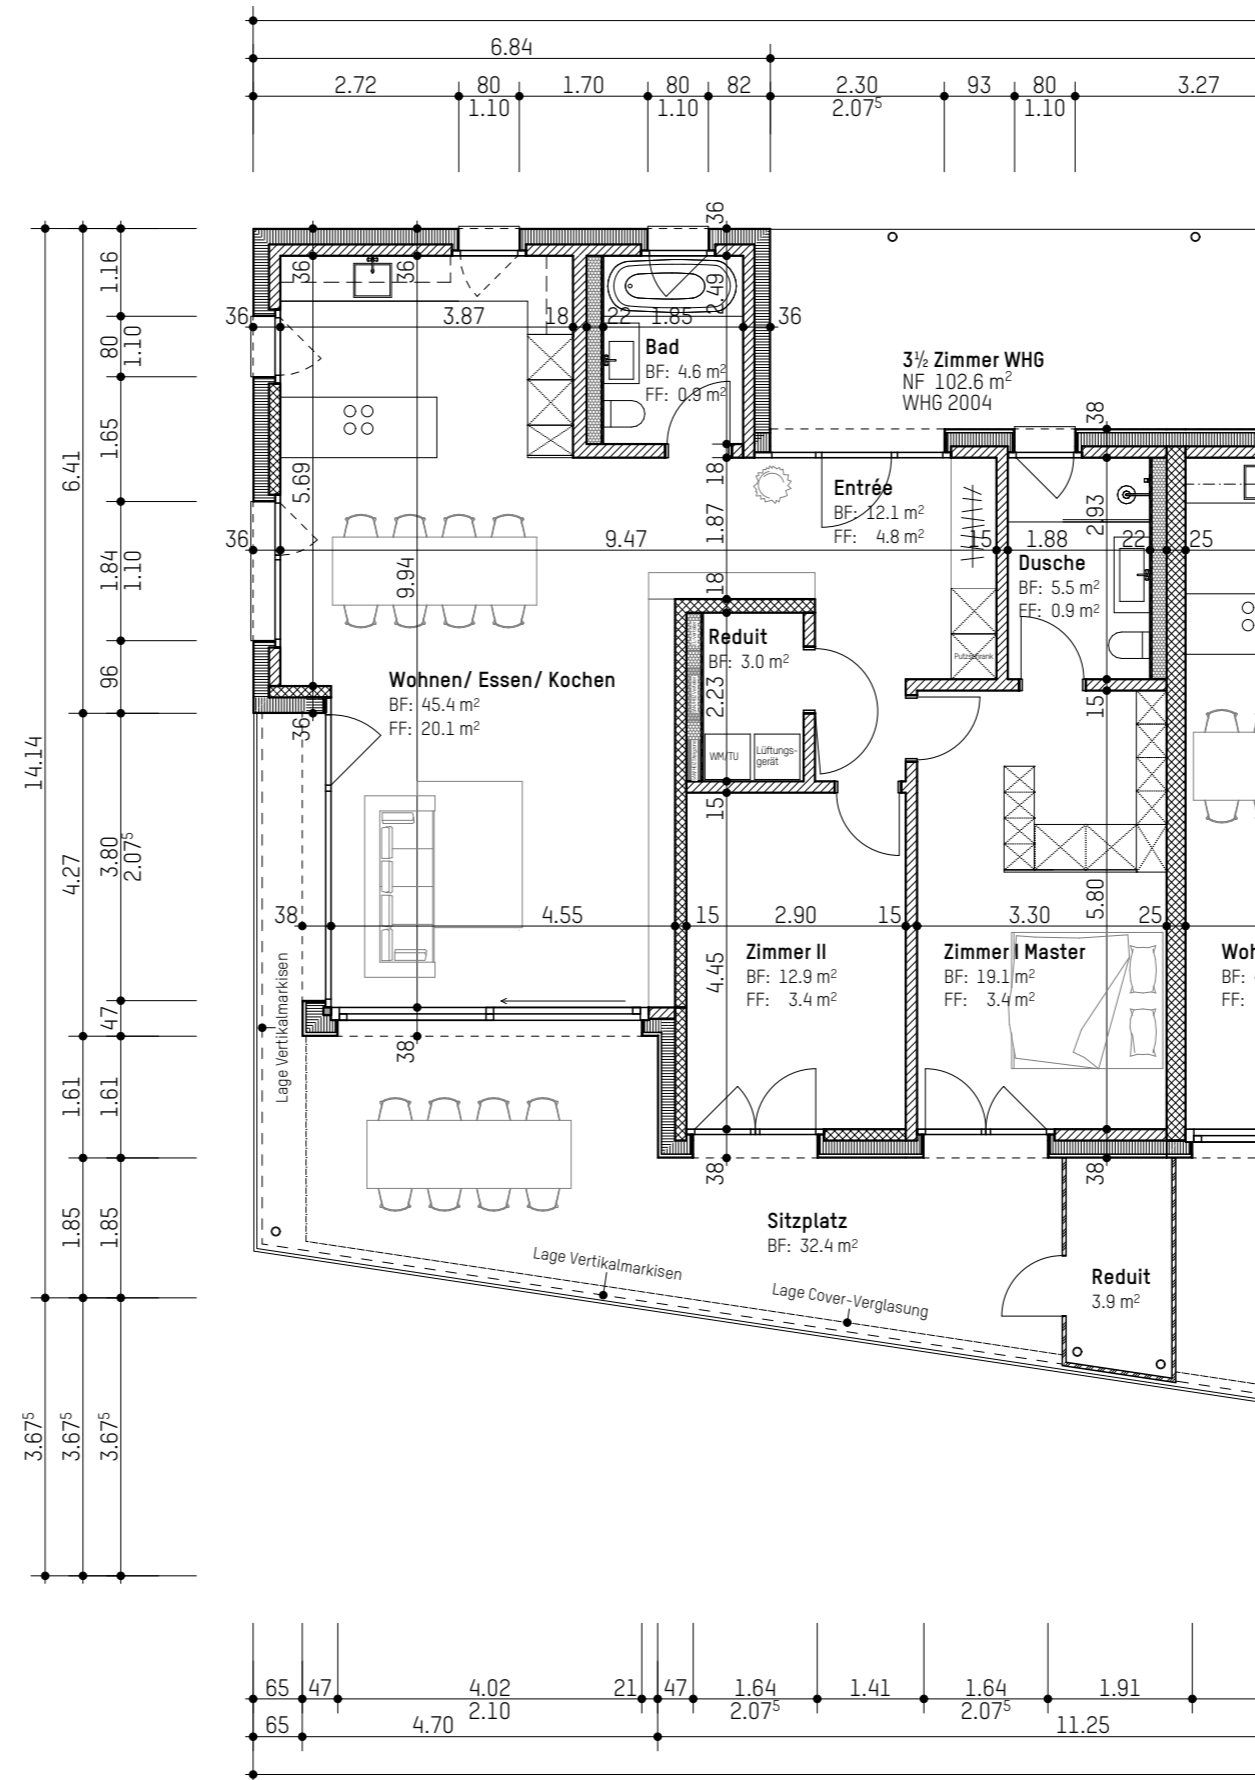 6.84
2.72 80 1.70 80 82 2.30 93 80 3.27
1.10 1.10 2.07⁵ 1.10
36
1.16
36 36 2.49
36 3.87 18 22 1.85 36
80
1.10
Bad
BF: 4.6 m²
FF: 0.9 m²
3½ Zimmer WHG
NF 102.6 m²
WHG 2004
38
1.65
6.41
5.69
18
Entrée
BF: 12.1 m²
FF: 4.8 m²
2.93
1.87
36 9.47 15 1.88 22 25
1.84
1.10
9.94
18
Dusche
BF: 5.5 m²
FF: 0.9 m²
Reduit
BF: 3.0 m²
Putzschrank
96
Wohnen/ Essen/ Kochen
BF: 45.4 m²
FF: 20.1 m²
2.23
36
15
14.14
WM/TU
Lüftungs-
gerät
15
4.27
3.80
2.07⁵
5.80
38 4.55 15 2.90 15 3.30 25
4.45
Zimmer II
BF: 12.9 m²
FF: 3.4 m²
Zimmer I Master
BF: 19.1 m²
FF: 3.4 m²
Woh
BF:
FF:
Lage Vertikalmarkisen
47
38
1.61 1.61
38 38
1.85 1.85
Sitzplatz
BF: 32.4 m²
Lage Vertikalmarkisen
Lage Cover-Verglasung
Reduit
3.9 m²
3.67⁵ 3.67⁵ 3.67⁵
65 47 4.02 21 47 1.64 1.41 1.64 1.91
2.10 2.07⁵ 2.07⁵
65 4.70 11.25